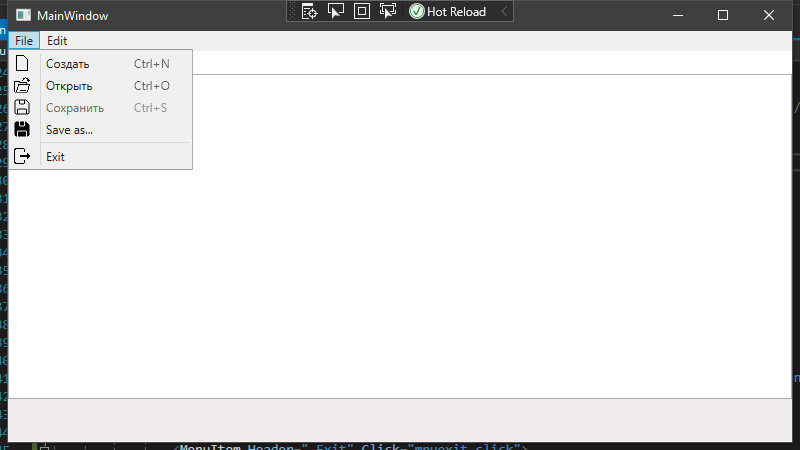 MainWindow
Hot Reload
File Edit
Создать Ctrl+N
Открыть Ctrl+O
Сохранить Ctrl+S
Save as...
Exit
<MenuItem Header="_Exit" Click="mnuexit_click">